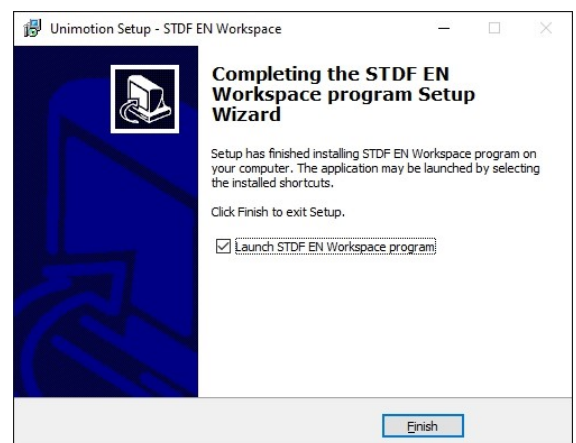 Unimotion Setup - STDF EN Workspace
Completing the STDF EN
Workspace program Setup
Wizard
Setup has finished installing STDF EN Workspace program on
your computer. The application may be launched by selecting
the installed shortcuts.
Click Finish to exit Setup.
Launch STDF EN Workspace program
Finish